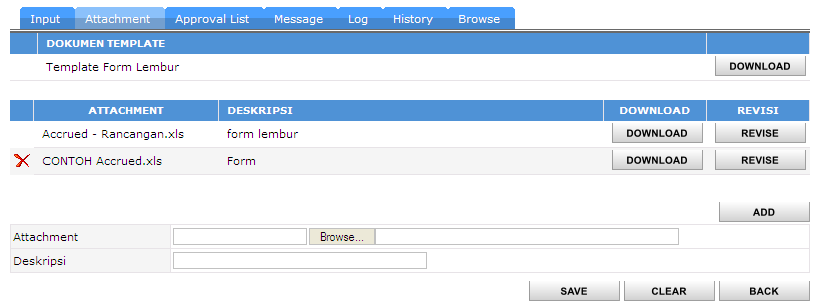 Input Attachment Approval List Message Log History Browse
DOKUMEN TEMPLATE
Template Form Lembur DOWNLOAD
ATTACHMENT DESKRIPSI DOWNLOAD REVISI
Accrued - Rancangan.xls form lembur DOWNLOAD REVISE
CONTOH Accrued.xls Form DOWNLOAD REVISE
ADD
Attachment Browse...
Deskripsi
SAVE CLEAR BACK